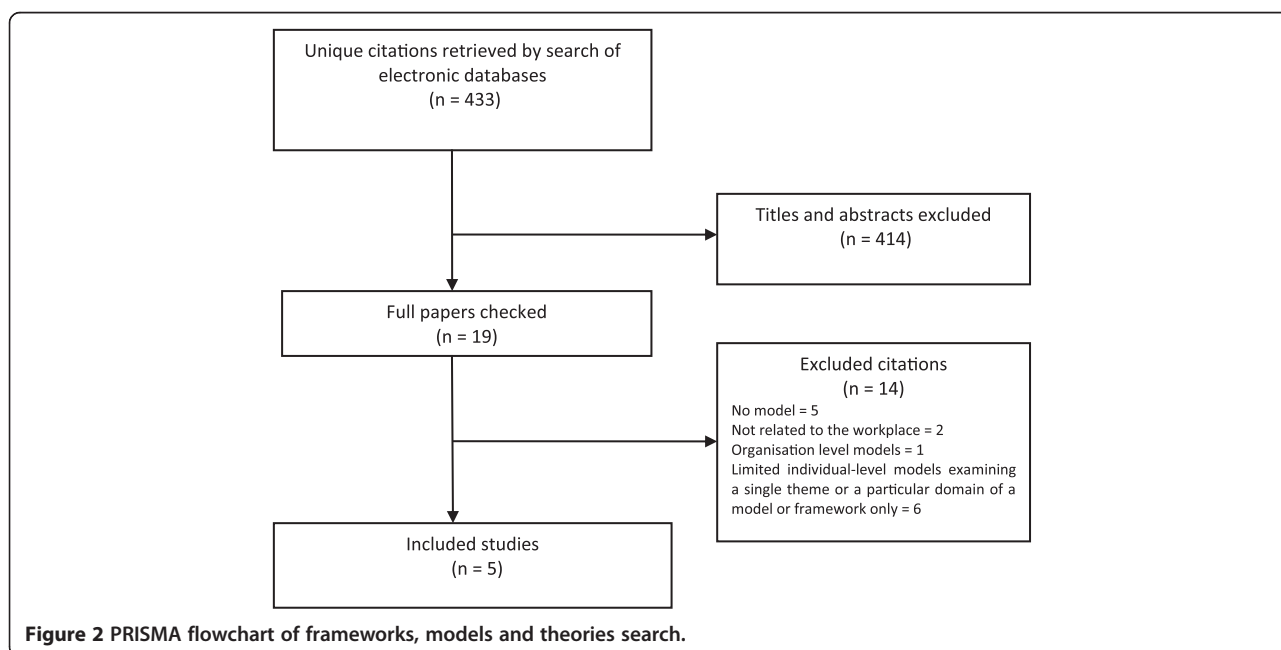 Unique citations retrieved by search of
electronic databases
(n = 433)
Titles and abstracts excluded
(n = 414)
Full papers checked
(n = 19)
Excluded citations
(n = 14)
No model = 5
Not related to the workplace = 2
Organisation level models = 1
Limited individual-level models examining
a single theme or a particular domain of a
model or framework only = 6
Included studies
(n = 5)
Figure 2 PRISMA flowchart of frameworks, models and theories search.